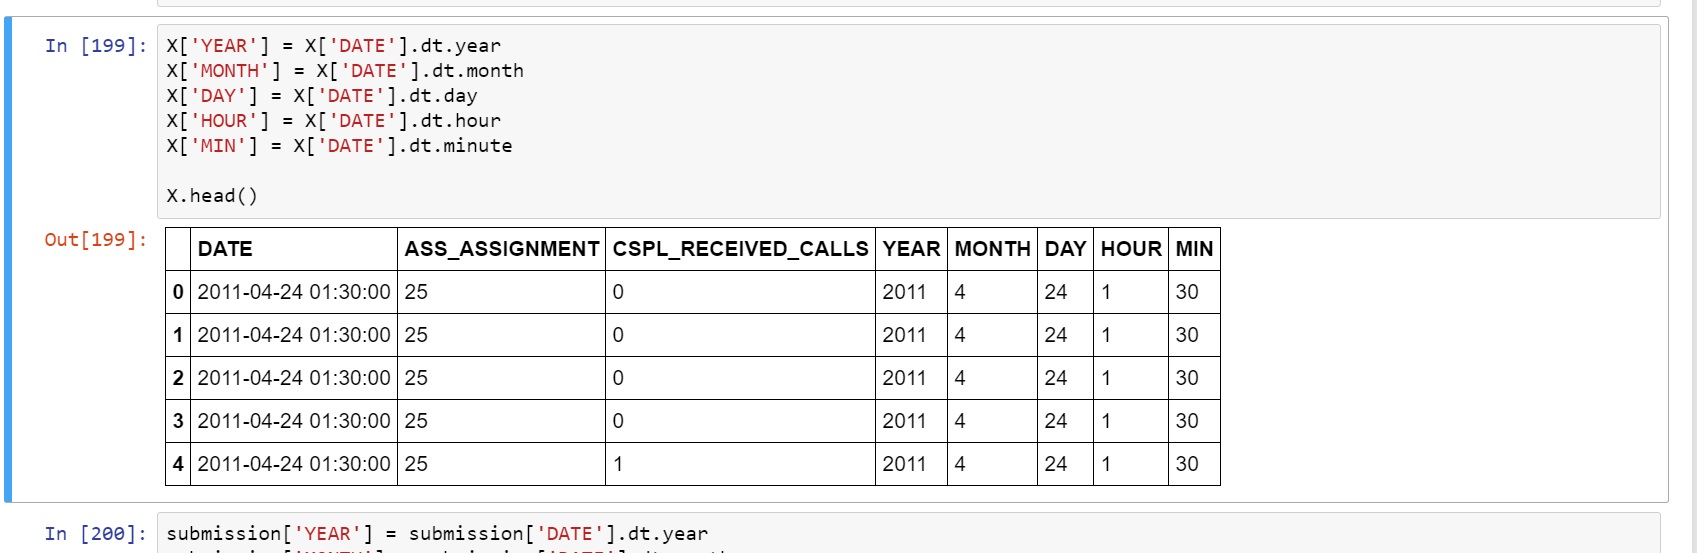 In [199]:
X['YEAR'] = X['DATE'].dt.year
X['MONTH'] = X['DATE'].dt.month
X['DAY'] = X['DATE'].dt.day
X['HOUR'] = X['DATE'].dt.hour
X['MIN'] = X['DATE'].dt.minute
X.head()
Out[199]:
DATE ASS_ASSIGNMENT CSPL_RECEIVED_CALLS YEAR MONTH DAY HOUR MIN
0 2011-04-24 01:30:00 25 0 2011 4 24 1 30
1 2011-04-24 01:30:00 25 0 2011 4 24 1 30
2 2011-04-24 01:30:00 25 0 2011 4 24 1 30
3 2011-04-24 01:30:00 25 0 2011 4 24 1 30
4 2011-04-24 01:30:00 25 1 2011 4 24 1 30
In [200]:
submission['YEAR'] = submission['DATE'].dt.year